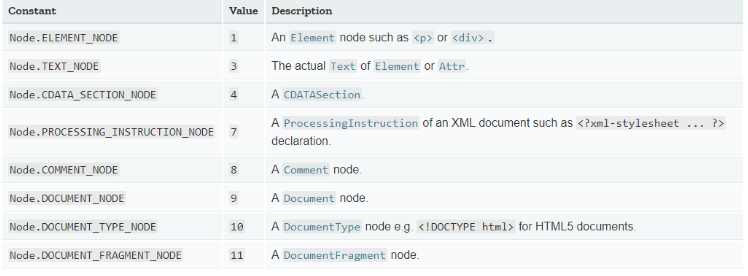 Constant Value Description
Node.ELEMENT_NODE 1 An Element node such as <p> or <div> .
Node.TEXT_NODE 3 The actual Text of Element or Attr.
Node.CDATA_SECTION_NODE 4 A CDATASection.
Node.PROCESSING_INSTRUCTION_NODE 7 A ProcessingInstruction of an XML document such as <?xml-stylesheet ... ?>
declaration.
Node.COMMENT_NODE 8 A Comment node.
Node.DOCUMENT_NODE 9 A Document node.
Node.DOCUMENT_TYPE_NODE 10 A DocumentType node e.g. <!DOCTYPE html> for HTML5 documents.
Node.DOCUMENT_FRAGMENT_NODE 11 A DocumentFragment node.